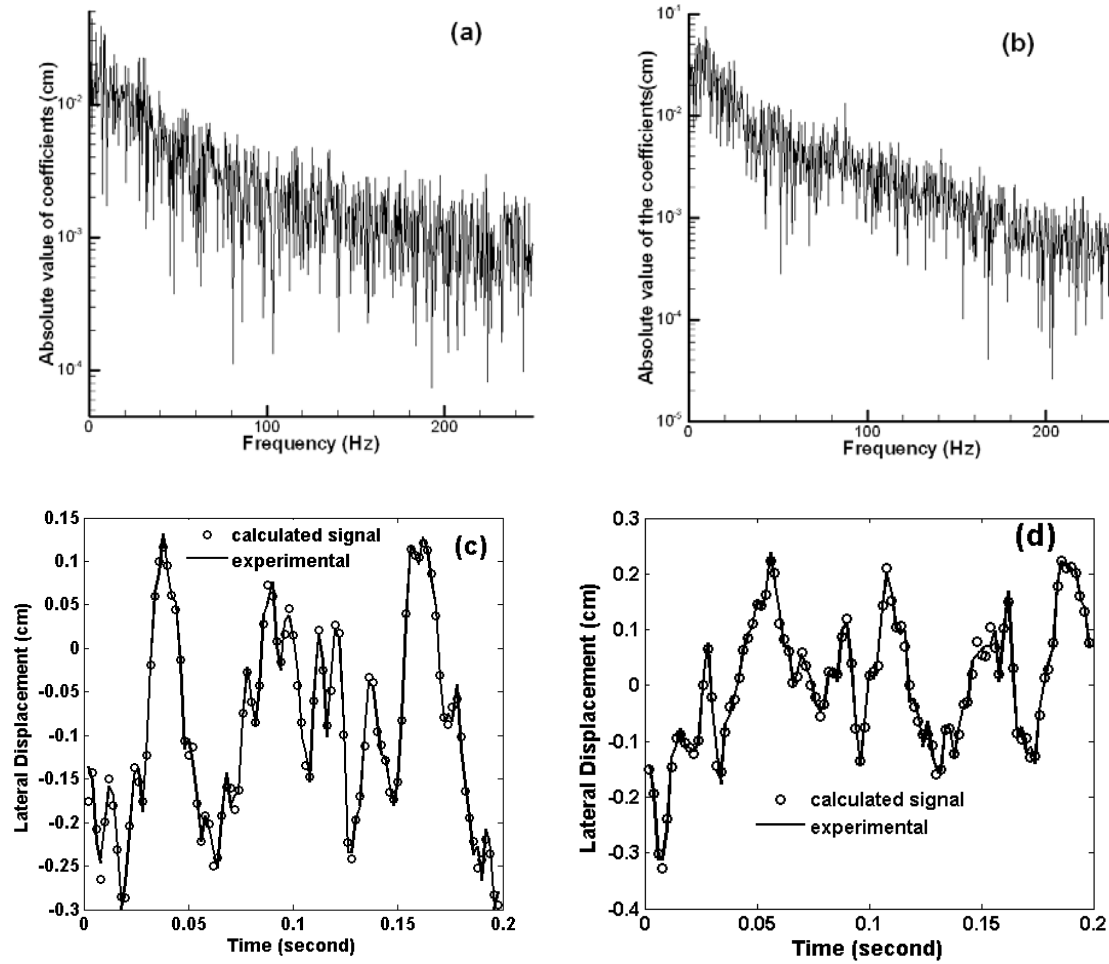 (a)
Absolute value of coefficients (cm)
10^-2
10^-3
10^-4
0 100 200
Frequency (Hz)
(b)
Absolute value of the coefficients(cm)
10^-1
10^-2
10^-3
10^-4
10^-5
0 100 200
Frequency (Hz)
(c)
calculated signal
experimental
Lateral Displacement (cm)
0.15
0.1
0.05
0
-0.05
-0.1
-0.15
-0.2
-0.25
-0.3
0 0.05 0.1 0.15 0.2
Time (second)
(d)
calculated signal
experimental
Lateral Displacement (cm)
0.3
0.2
0.1
0
-0.1
-0.2
-0.3
-0.4
0 0.05 0.1 0.15 0.2
Time (second)